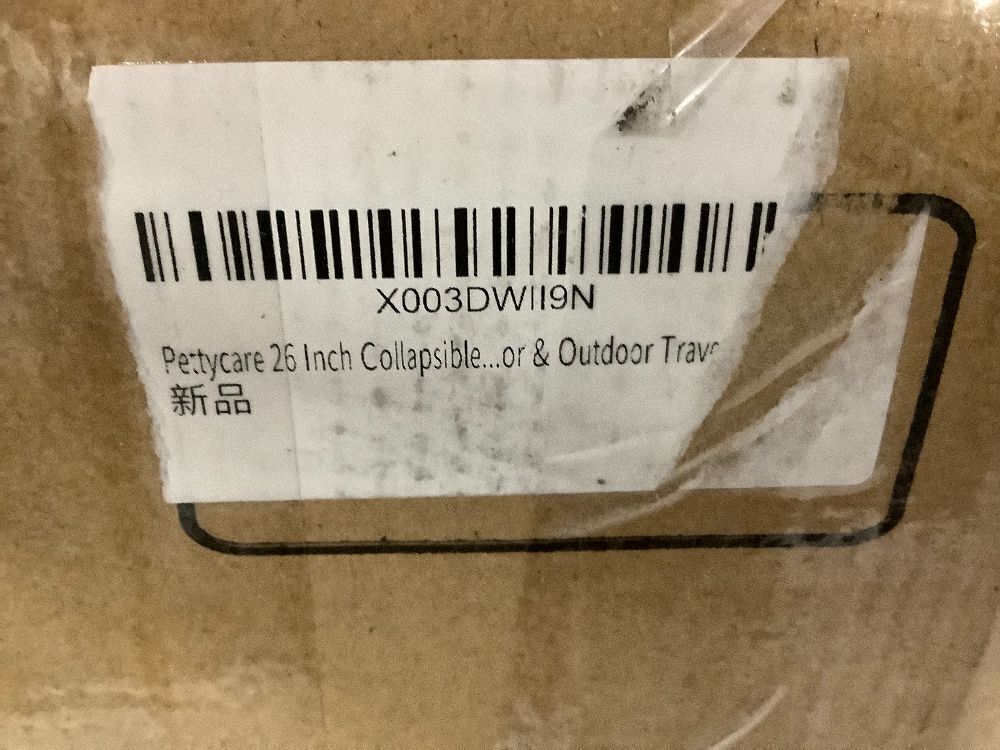 X003DWII9N
Pettycare 26 Inch Collapsible...or & Outdoor Trav
新品